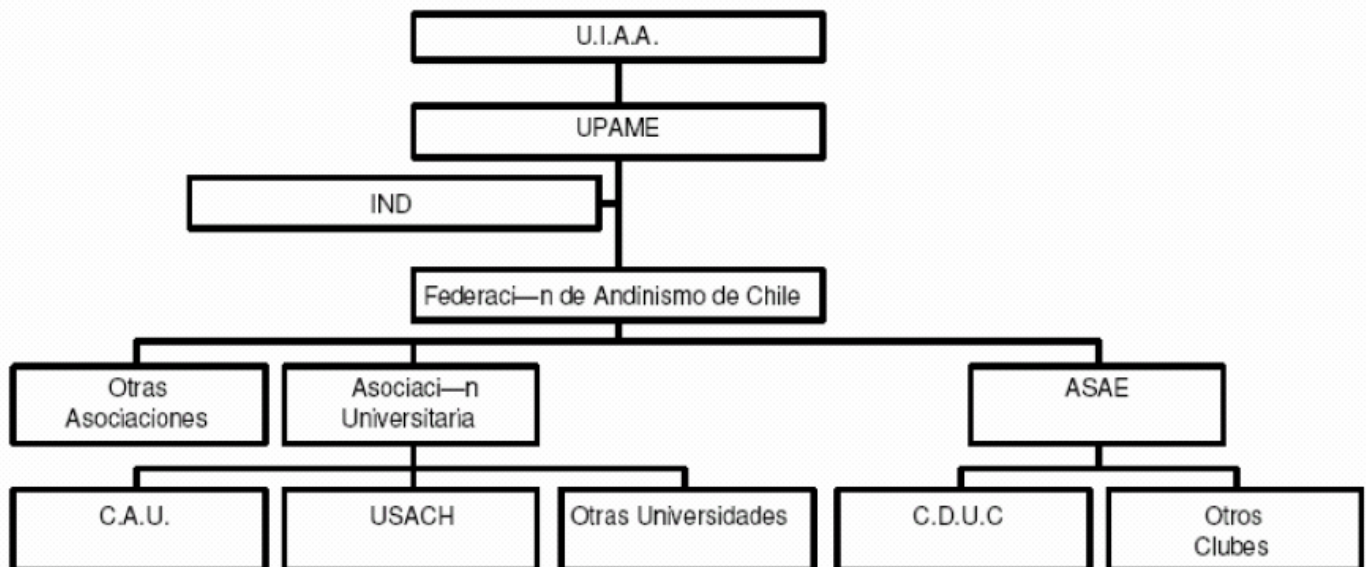 U.I.A.A.
UPAME
IND
Federaci—n de Andinismo de Chile
Otras
Asociaciones
Asociaci—n
Universitaria
ASAE
C.A.U.
USACH
Otras Universidades
C.D.U.C
Otros
Clubes